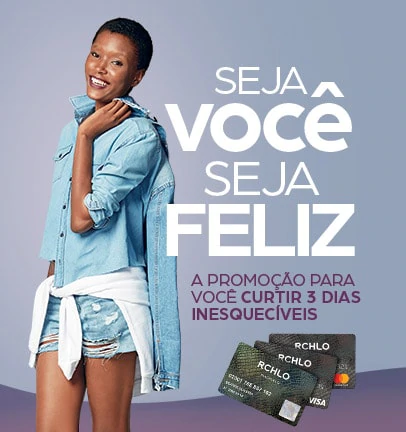 SEJA
VOCÊ
SEJA
FELIZ
A PROMOÇÃO PARA
VOCÊ CURTIR 3 DIAS
INESQUECÍVEIS
RCHLO
RCHLO
RCHLO
VISA